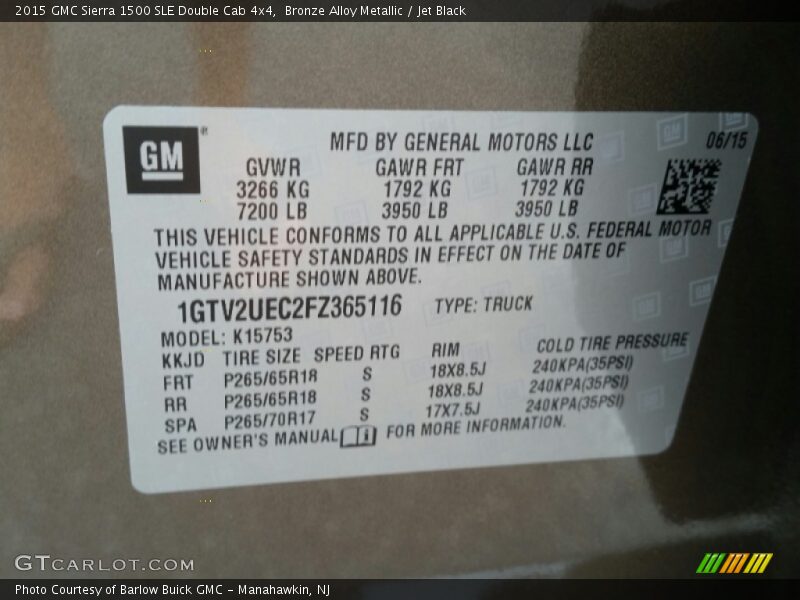 2015 GMC Sierra 1500 SLE Double Cab 4x4, Bronze Alloy Metallic / Jet Black
GM ®
MFD BY GENERAL MOTORS LLC 06/15
GVWR GAWR FRT GAWR RR
3266 KG 1792 KG 1792 KG
7200 LB 3950 LB 3950 LB
THIS VEHICLE CONFORMS TO ALL APPLICABLE U.S. FEDERAL MOTOR
VEHICLE SAFETY STANDARDS IN EFFECT ON THE DATE OF
MANUFACTURE SHOWN ABOVE.
1GTV2UEC2FZ365116 TYPE: TRUCK
MODEL: K15753
KKJD TIRE SIZE SPEED RTG RIM COLD TIRE PRESSURE
FRT P265/65R18 S 18X8.5J 240KPA(35PSI)
RR P265/65R18 S 18X8.5J 240KPA(35PSI)
SPA P265/70R17 S 17X7.5J 240KPA(35PSI)
SEE OWNER'S MANUAL FOR MORE INFORMATION.
GTCARLOT.COM
Photo Courtesy of Barlow Buick GMC - Manahawkin, NJ